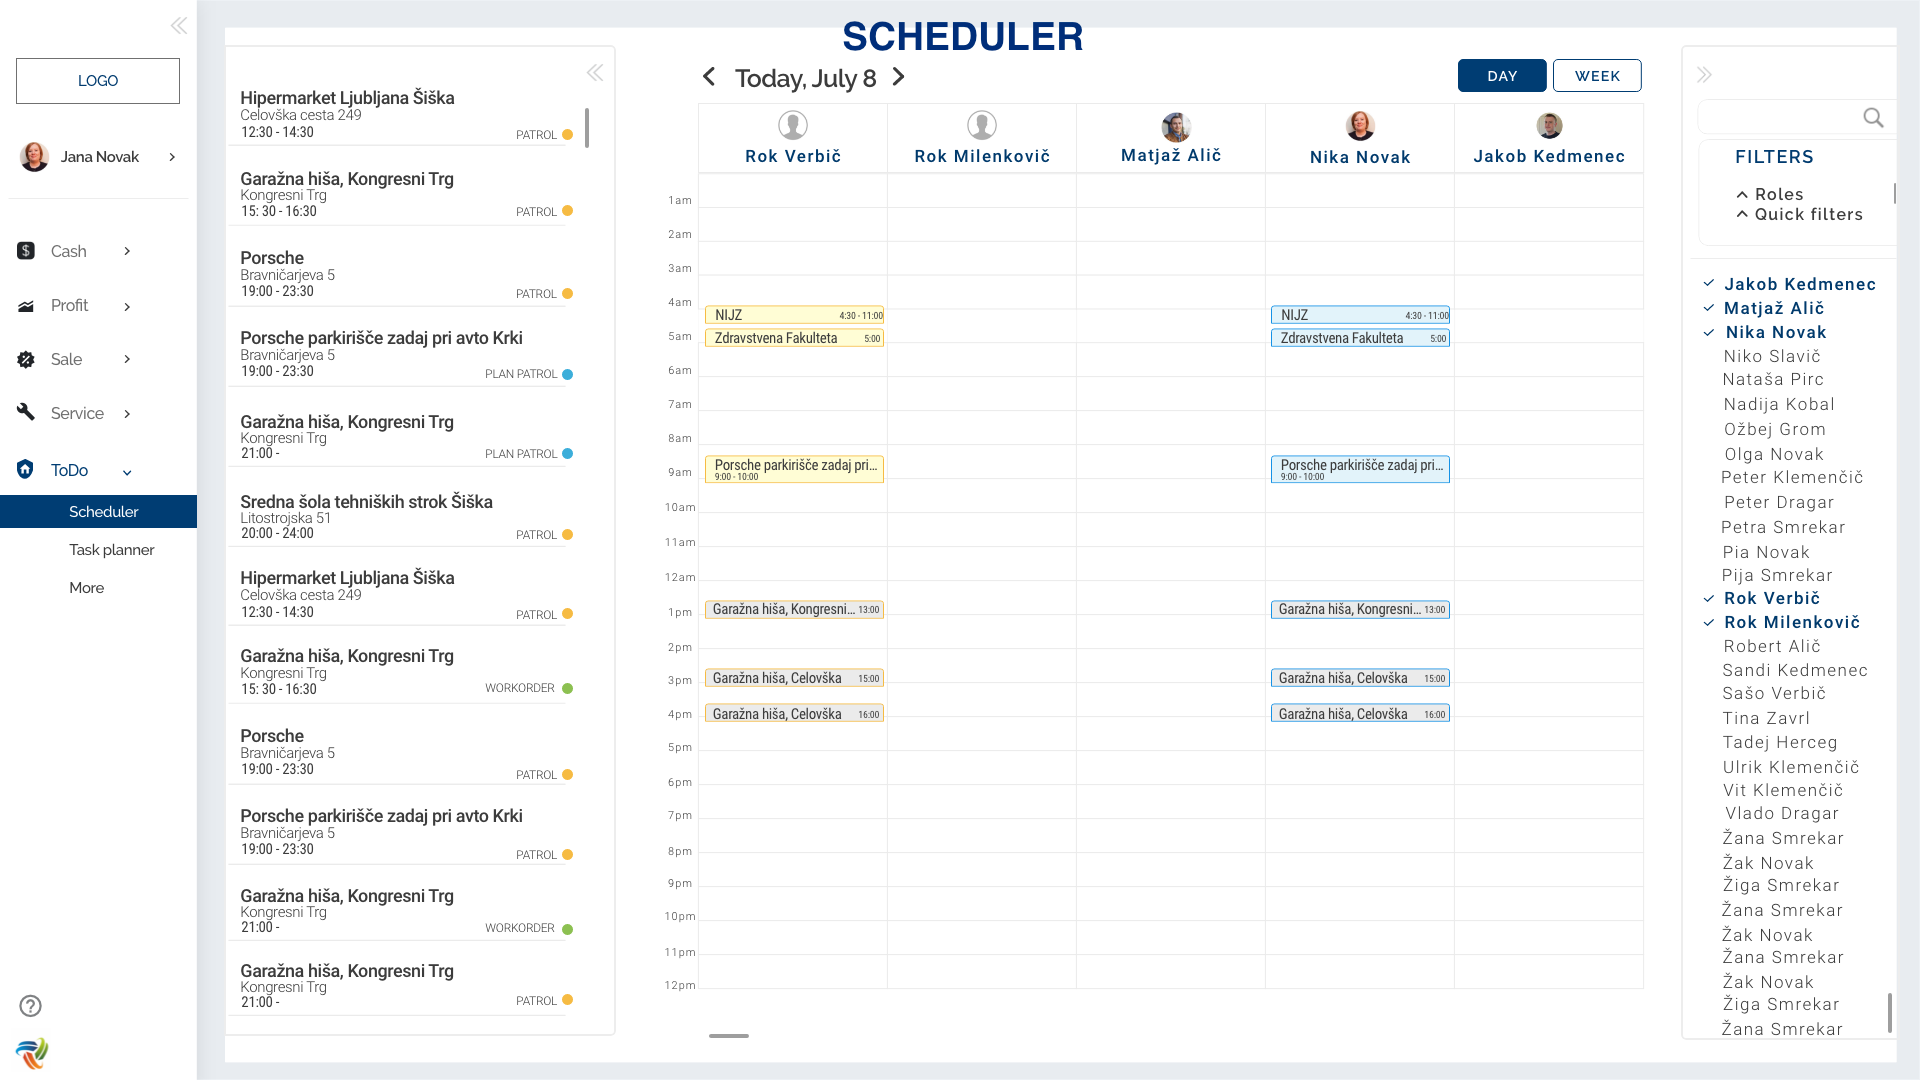 LOGO
Jana Novak
Cash
Profit
Sale
Service
ToDo
Scheduler
Task planner
More
SCHEDULER
Hipermarket Ljubljana Šiška
Celovška cesta 249
12:30 - 14:30
PATROL
Garažna hiša, Kongresni Trg
Kongresni Trg
15: 30 - 16:30
PATROL
Porsche
Bravničarjeva 5
19:00 - 23:30
PATROL
Porsche parkirišče zadaj pri avto Krki
Bravničarjeva 5
19:00 - 23:30
PLAN PATROL
Garažna hiša, Kongresni Trg
Kongresni Trg
21:00 -
PLAN PATROL
Sredna šola tehniških strok Šiška
Litostrojska 51
20:00 - 24:00
PATROL
Hipermarket Ljubljana Šiška
Celovška cesta 249
12:30 - 14:30
PATROL
Garažna hiša, Kongresni Trg
Kongresni Trg
15: 30 - 16:30
WORKORDER
Porsche
Bravničarjeva 5
19:00 - 23:30
PATROL
Porsche parkirišče zadaj pri avto Krki
Bravničarjeva 5
19:00 - 23:30
PATROL
Garažna hiša, Kongresni Trg
Kongresni Trg
21:00 -
WORKORDER
Garažna hiša, Kongresni Trg
Kongresni Trg
21:00 -
PATROL
Today, July 8
DAY
WEEK
Rok Verbič
Rok Milenkovič
Matjaž Alič
Nika Novak
Jakob Kedmenec
1am
2am
3am
4am
NIJZ 4:30 - 11:00
NIJZ 4:30 - 11:00
5am
Zdravstvena Fakulteta 5:00
Zdravstvena Fakulteta 5:00
6am
7am
8am
9am
Porsche parkirišče zadaj pri...
9:00 - 10:00
Porsche parkirišče zadaj pri...
9:00 - 10:00
10am
11am
12am
1pm
Garažna hiša, Kongresni... 13:00
Garažna hiša, Kongresni... 13:00
2pm
3pm
Garažna hiša, Celovška 15:00
Garažna hiša, Celovška 15:00
4pm
Garažna hiša, Celovška 16:00
Garažna hiša, Celovška 16:00
5pm
6pm
7pm
8pm
9pm
10pm
11pm
12pm
FILTERS
Roles
Quick filters
Jakob Kedmenec
Matjaž Alič
Nika Novak
Niko Slavič
Nataša Pirc
Nadija Kobal
Ožbej Grom
Olga Novak
Peter Klemenčič
Peter Dragar
Petra Smrekar
Pia Novak
Pija Smrekar
Rok Verbič
Rok Milenkovič
Robert Alič
Sandi Kedmenec
Sašo Verbič
Tina Zavrl
Tadej Herceg
Ulrik Klemenčič
Vit Klemenčič
Vlado Dragar
Žana Smrekar
Žak Novak
Žiga Smrekar
Žana Smrekar
Žak Novak
Žana Smrekar
Žak Novak
Žiga Smrekar
Žana Smrekar